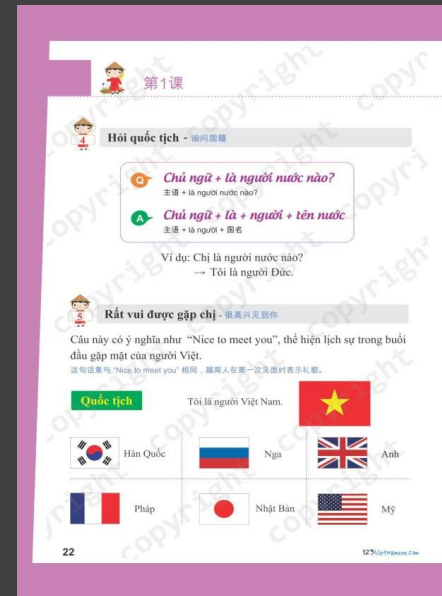 第1课
4
Hỏi quốc tịch - 询问国籍
Q Chủ ngữ + là người nước nào?
主语 + là người nước nào?
A Chủ ngữ + là + người + tên nước
主语 + là người + 国名
Ví dụ: Chị là người nước nào?
Tôi là người Đức.
5
Rất vui được gặp chị - 很高兴见到你
Câu này có ý nghĩa như “Nice to meet you”, thể hiện lịch sự trong buổi
đầu gặp mặt của người Việt.
这句话意与 “Nice to meet you” 相同，越南人在第一次见面时表示礼貌。
Quốc tịch
Tôi là người Việt Nam.
Hàn Quốc
Nga
Anh
Pháp
Nhật Bản
Mỹ
22
123Vietnamese.com
copyright